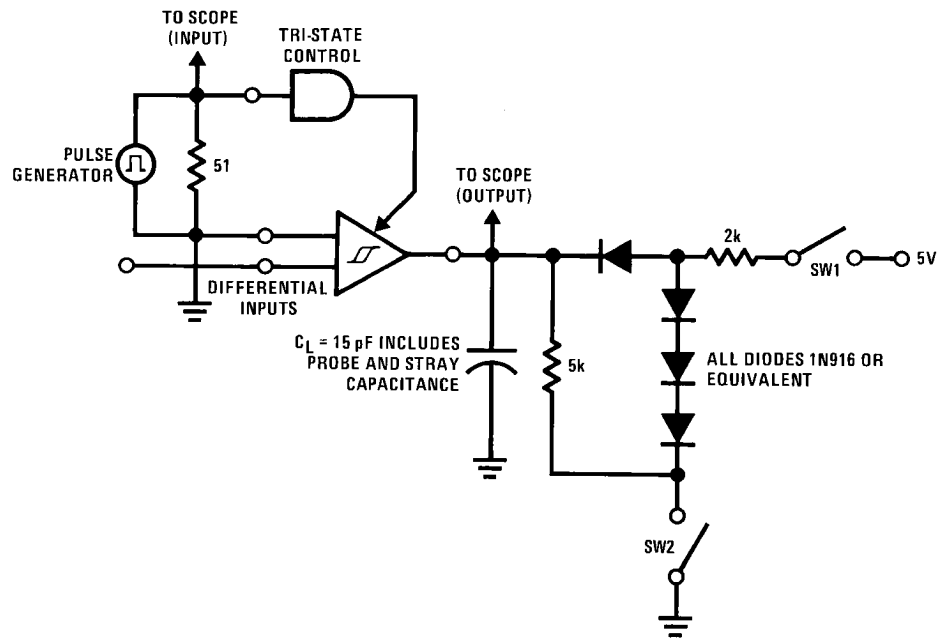 TO SCOPE
(INPUT)
TRI-STATE
CONTROL
PULSE
GENERATOR
51
TO SCOPE
(OUTPUT)
2k
SW1
5V
DIFFERENTIAL
INPUTS
CL = 15 pF INCLUDES
PROBE AND STRAY
CAPACITANCE
5k
ALL DIODES 1N916 OR
EQUIVALENT
SW2